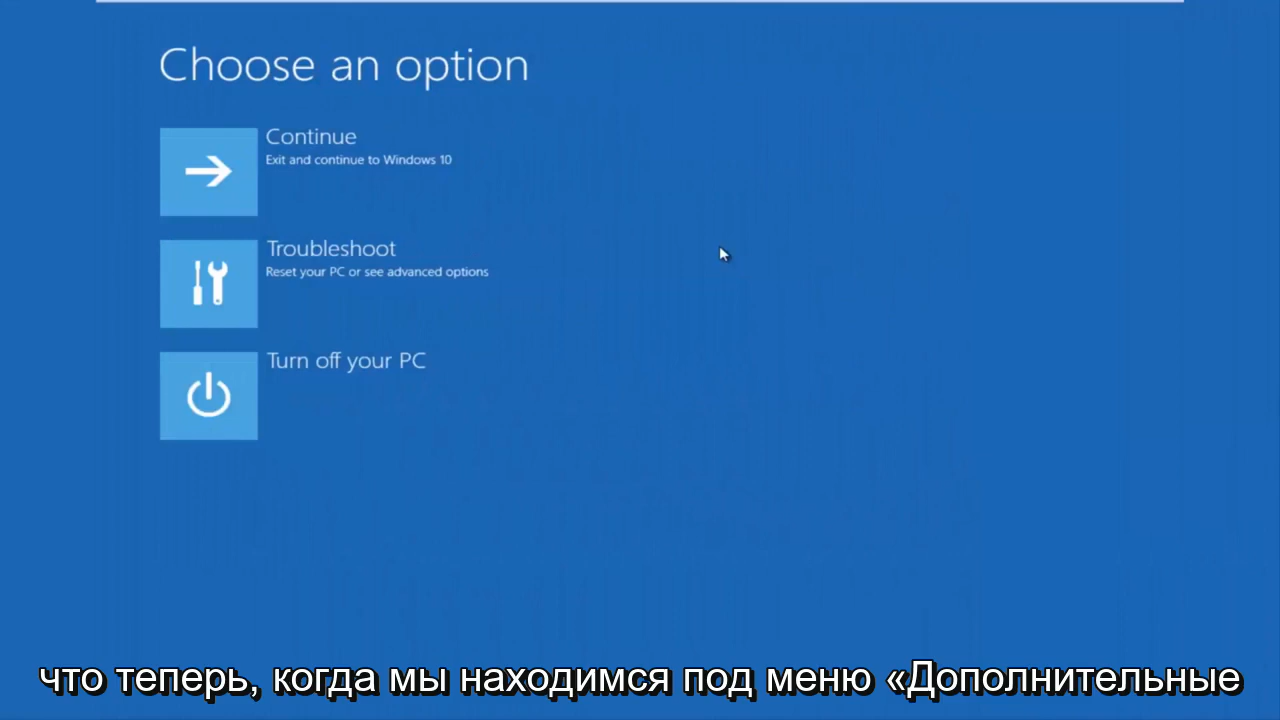 Choose an option
Continue
Exit and continue to Windows 10
Troubleshoot
Reset your PC or see advanced options
Turn off your PC
что теперь, когда мы находимся под меню «Дополнительные